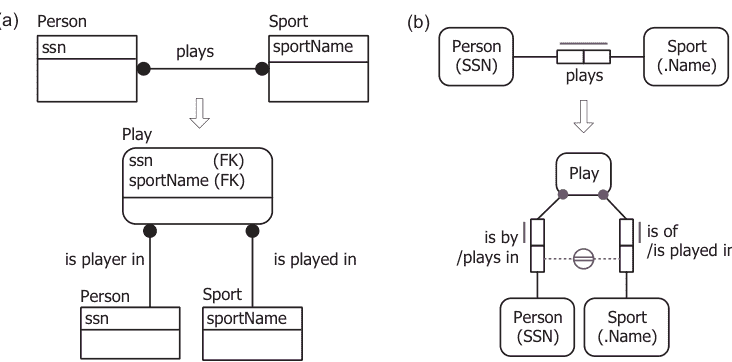 (a)
Person
Sport
ssn
sportName
plays
Play
ssn (FK)
sportName (FK)
is player in
is played in
Person
Sport
ssn
sportName
(b)
Person
(SSN)
Sport
(.Name)
plays
Play
is by
/plays in
is of
/is played in
Person
(SSN)
Sport
(.Name)